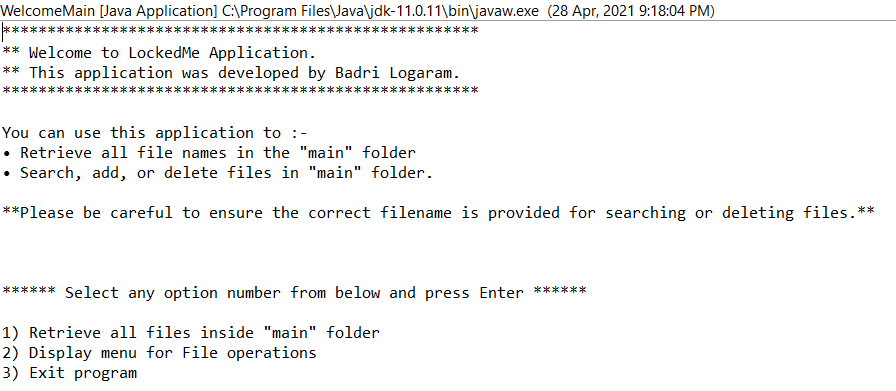 WelcomeMain [Java Application] C:\Program Files\Java\jdk-11.0.11\bin\javaw.exe (28 Apr, 2021 9:18:04 PM)
*****************************************************
** Welcome to LockedMe Application.
** This application was developed by Badri Logaram.
*****************************************************
You can use this application to :-
• Retrieve all file names in the "main" folder
• Search, add, or delete files in "main" folder.
**Please be careful to ensure the correct filename is provided for searching or deleting files.**
****** Select any option number from below and press Enter ******
1) Retrieve all files inside "main" folder
2) Display menu for File operations
3) Exit program